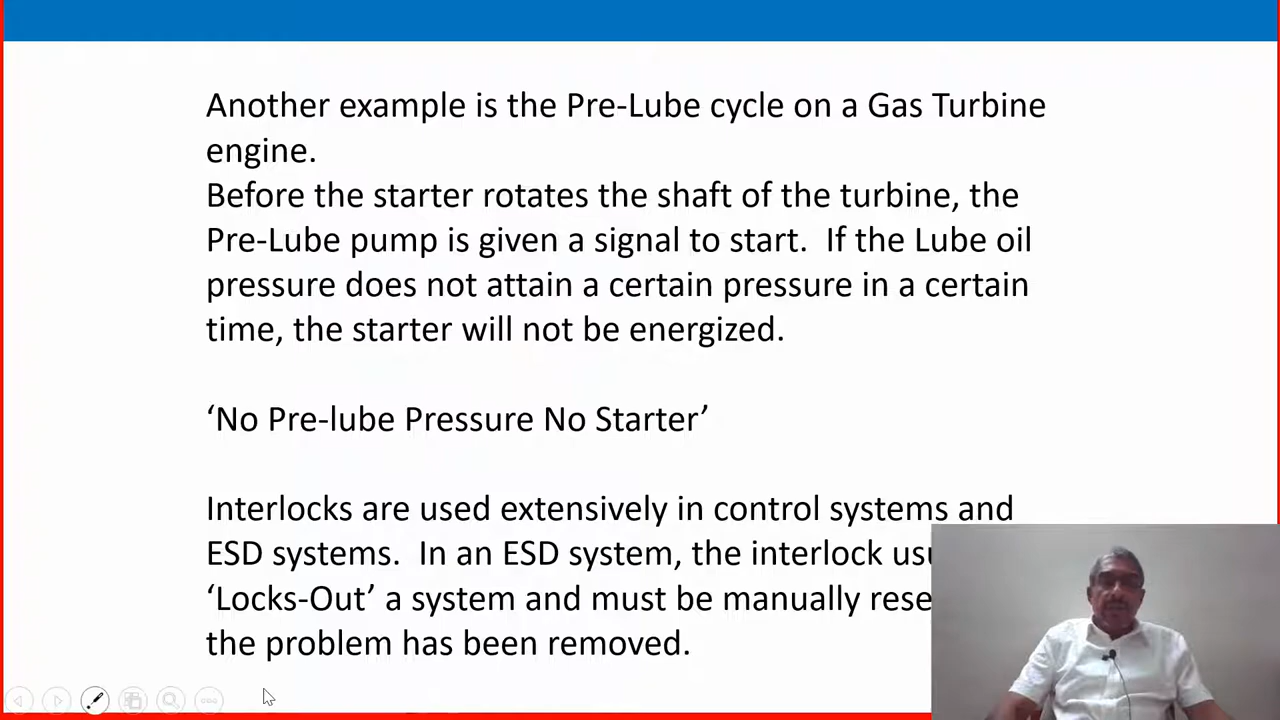 Another example is the Pre-Lube cycle on a Gas Turbine
engine.
Before the starter rotates the shaft of the turbine, the
Pre-Lube pump is given a signal to start.  If the Lube oil
pressure does not attain a certain pressure in a certain
time, the starter will not be energized.
‘No Pre-lube Pressure No Starter’
Interlocks are used extensively in control systems and
ESD systems.  In an ESD system, the interlock
‘Locks-Out’ a system and must be manually
the problem has been removed.